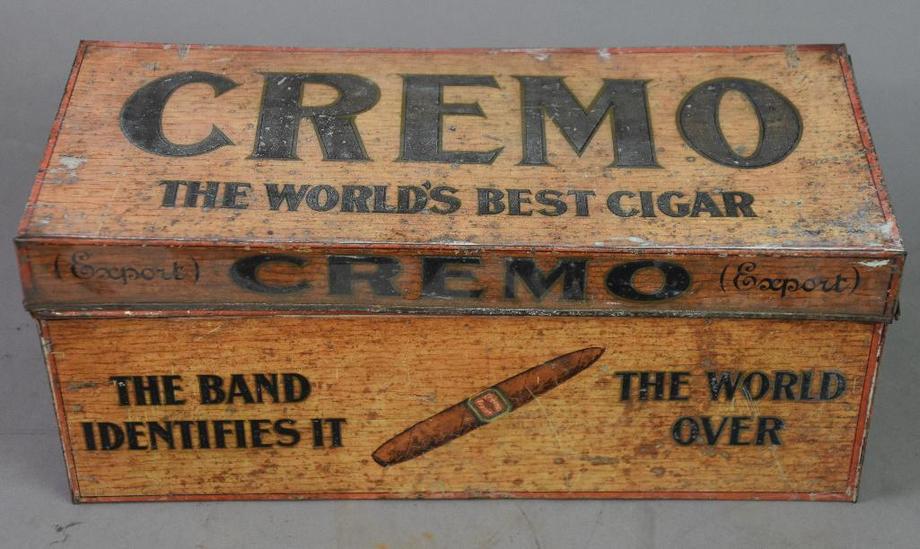 CREMO
THE WORLD'S BEST CIGAR
(Export) CREMO (Export)
THE BAND
IDENTIFIES IT
THE WORLD
OVER